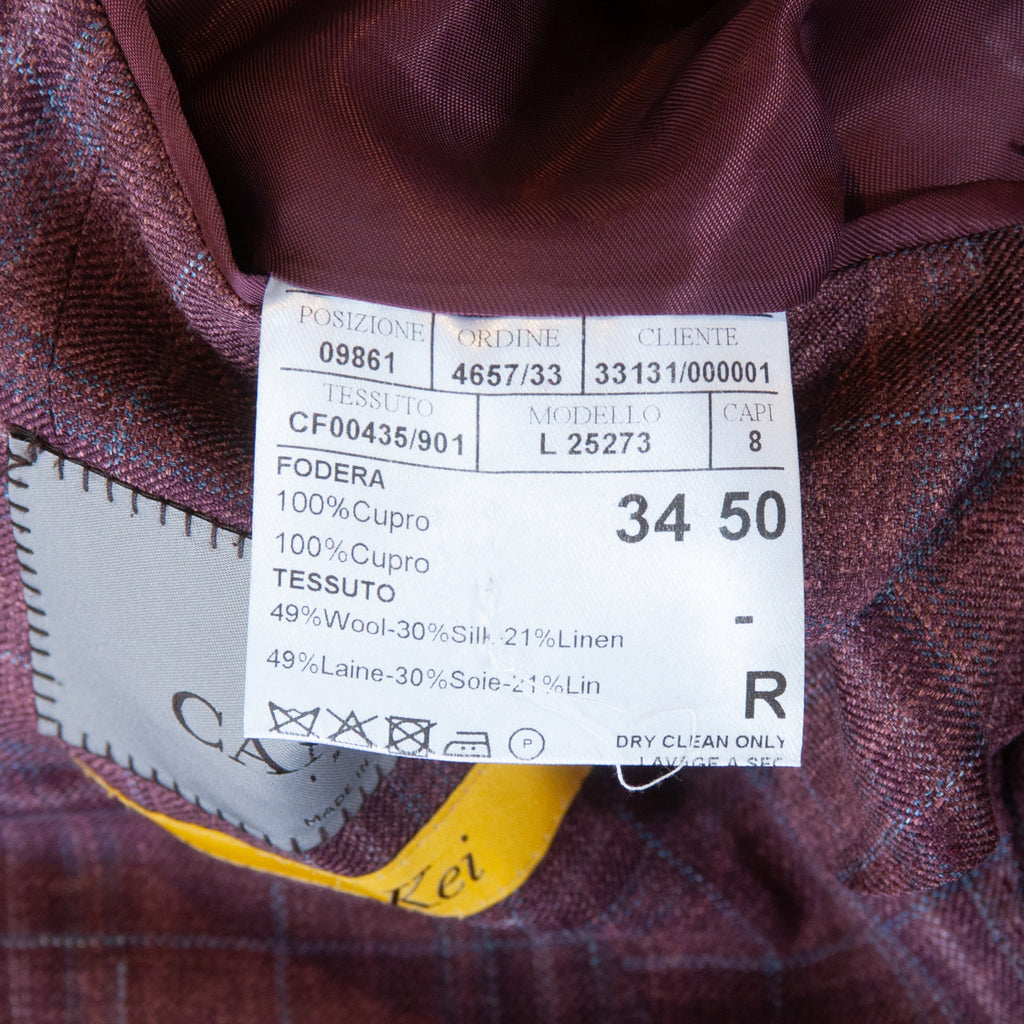 POSIZIONE ORDINE CLIENTE
09861 4657/33 33131/000001
TESSUTO MODELLO CAPI
CF00435/901 L 25273 8
FODERA
100%Cupro
34 50
100%Cupro
TESSUTO
49%Wool-30%Silk-21%Linen
-
49%Laine-30%Soie-21%Lin
R
P
DRY CLEAN ONLY
LAVAGE A SEC
MADE IN
Kei